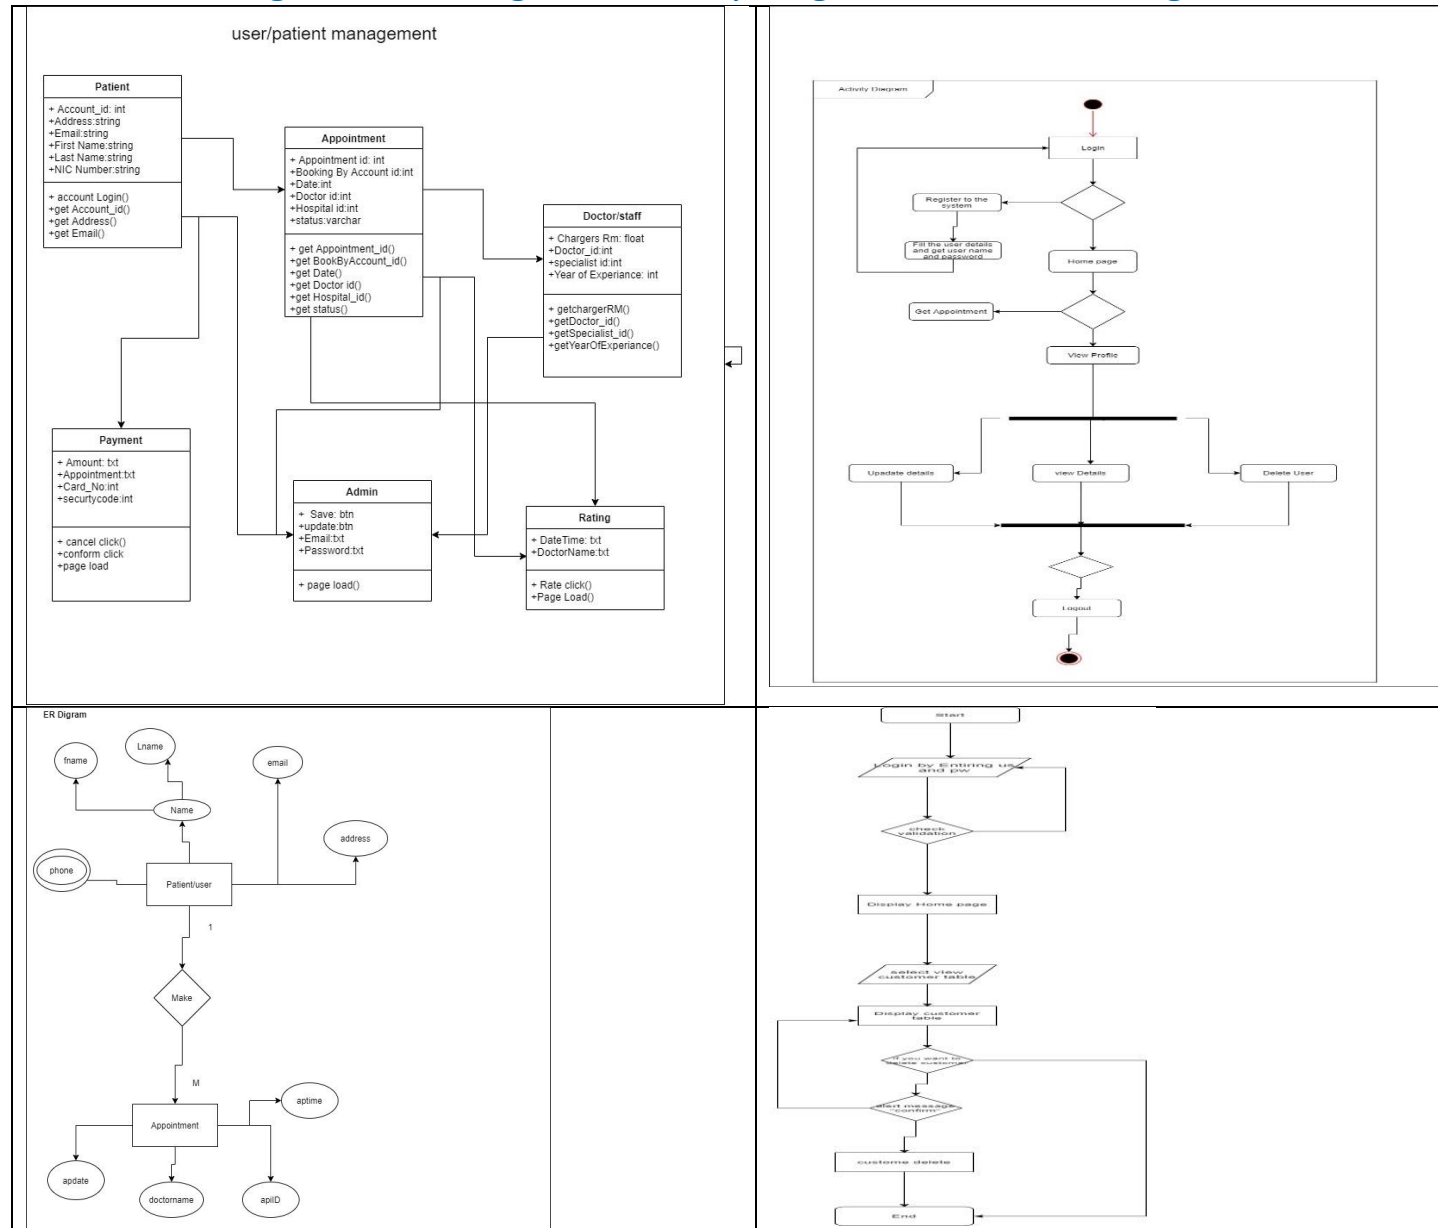 user/patient management
Patient
+ Account_id: int
+Address:string
+Email:string
+First Name:string
+Last Name:string
+NIC Number:string
+ account Login()
+get Account_id()
+get Address()
+get Email()
Appointment
+ Appointment id: int
+Booking By Account id:int
+Date:int
+Doctor id:int
+Hospital id:int
+status:varchar
+ get Appointment_id()
+get BookByAccount_id()
+get Date()
+get Doctor id()
+get Hospital_id()
+get status()
Doctor/staff
+ Chargers Rm: float
+Doctor_id:int
+specialist id:int
+Year of Experiance: int
+ getchargerRM()
+getDoctor_id()
+getSpecialist_id()
+getYearOfExperiance()
Payment
+ Amount: txt
+Appointment:txt
+Card_No:int
+securtycode:int
+ cancel click()
+conform click
+page load
Admin
+ Save: btn
+update:btn
+Email:txt
+Password:txt
+ page load()
Rating
+ DateTime: txt
+DoctorName:txt
+ Rate click()
+Page Load()
Activity Diagram
Login
Register to the
system
Fill the user details
and get user name
and password
Home page
Get Appointment
View Profile
Upadate details
view Details
Delete User
Logout
ER Digram
fname
Lname
email
Name
address
phone
Patient/user
1
Make
M
Appointment
aptime
apdate
doctorname
apiID
Start
Login by Entiring us
and pw
check
validation
Display Home page
select view
customer table
Display customer
table
if you want to
delete customer
alert message
"confirm"
custome delete
End